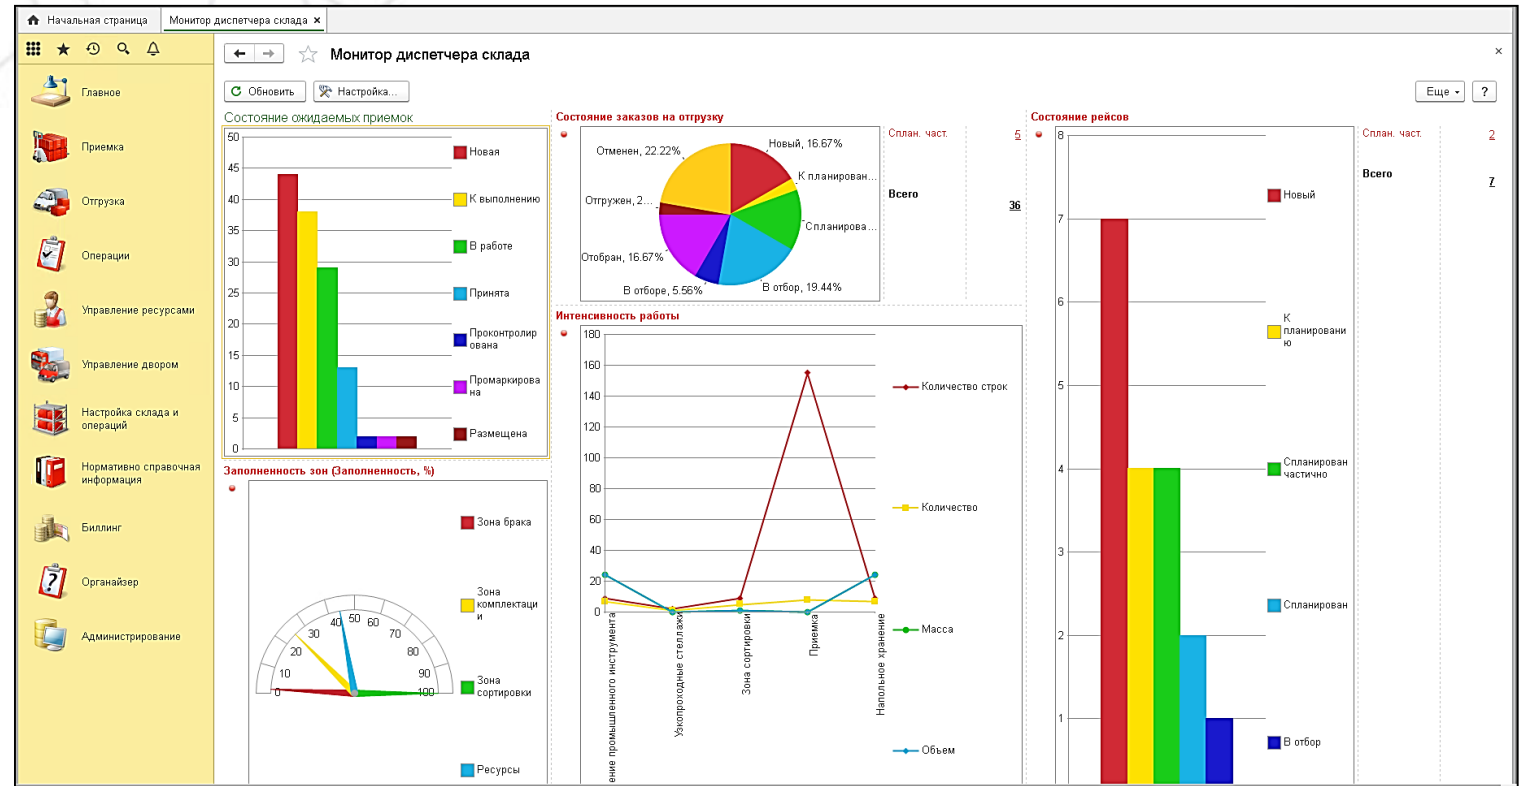 Начальная страница
Монитор диспетчера склада ×
Монитор диспетчера склада
×
Обновить
Настройка...
Еще
?
Главное
Приемка
Отгрузка
Операции
Управление ресурсами
Управление двором
Настройка склада и
операций
Нормативно справочная
информация
Биллинг
Органайзер
Администрирование
Состояние ожидаемых приемок
50
45
40
35
30
25
20
15
10
5
0
Новая
К выполнению
В работе
Принята
Проконтролир
ована
Промаркирова
на
Размещена
Заполненность зон (Заполненность, %)
0
10
20
30
40
50
60
70
80
90
100
Зона брака
Зона
комплектаци
и
Зона
сортировки
Ресурсы
Состояние заказов на отгрузку
Отменен, 22.22%
Новый, 16.67%
К планирован...
Спланирова...
В отбор, 19.44%
В отборе, 5.56%
Отобран, 16.67%
Отгружен, 2...
Сплан. част.
5
Всего
36
Интенсивность работы
180
160
140
120
100
80
60
40
20
0
ение промышленного инструмента
Узкопроходные стеллажи
Зона сортировки
Приемка
Напольное хранение
Количество строк
Количество
Масса
Объем
Состояние рейсов
8
7
6
5
4
3
2
1
Новый
К
планировани
ю
Спланирован
частично
Спланирован
В отбор
Сплан. част.
2
Всего
7